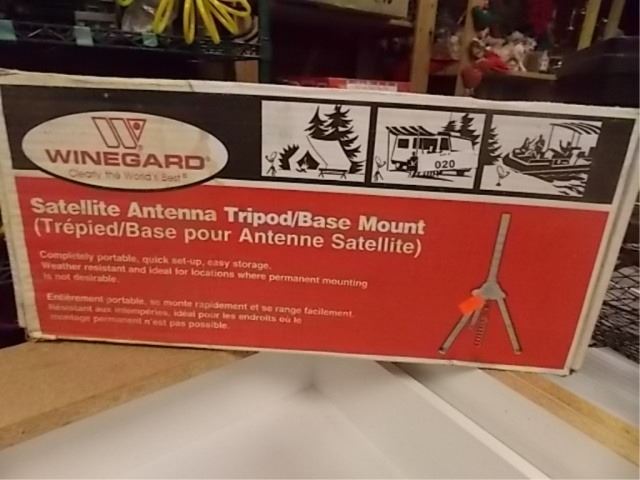 W
WINEGARD®
Clearly the World's Best®
020
Satellite Antenna Tripod/Base Mount
(Trépied/Base pour Antenne Satellite)
Completely portable, quick set-up, easy storage.
Weather resistant and ideal for locations where permanent mounting
is not desirable.
Entièrement portable, se monte rapidement et se range facilement.
Résistant aux intempéries, idéal pour les endroits où le
montage permanent n'est pas possible.